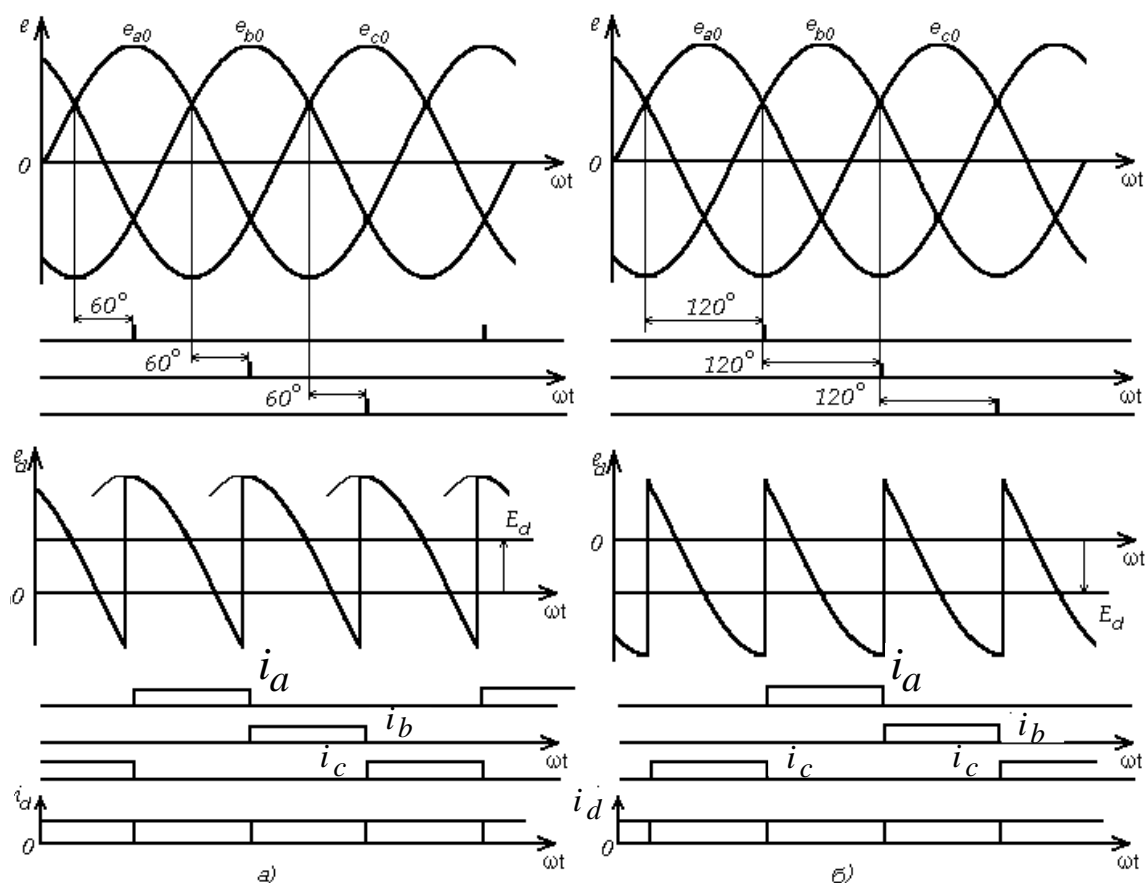 e
e_a0
e_b0
e_c0
0
ωt
60°
60°
ωt
60°
e_d
E_d
0
ωt
i_a
i_b
ωt
i_c
i_d
0
ωt
а)
e
e_a0
e_b0
e_c0
0
ωt
120°
120°
ωt
120°
e_d
0
ωt
E_d
i_a
i_b
ωt
i_c
i_c
i_d
0
ωt
б)